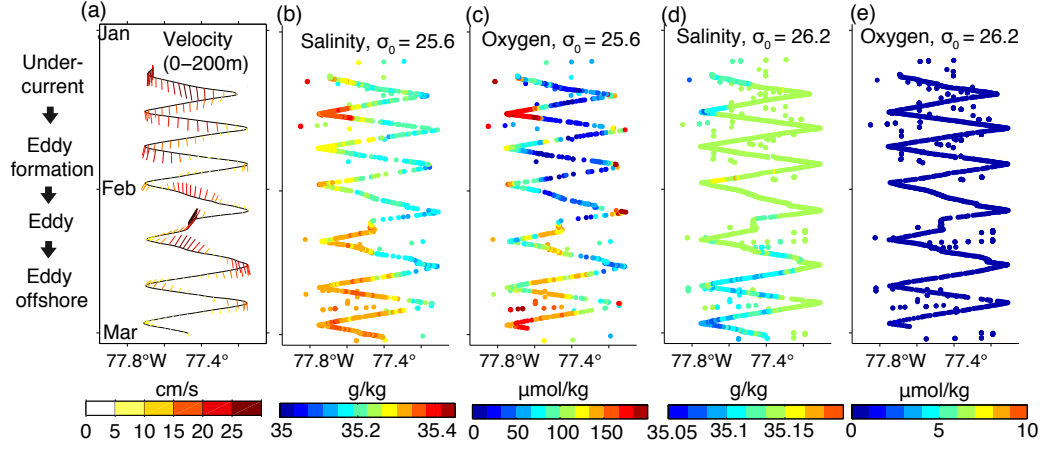 (a)
(b)
(c)
(d)
(e)
Jan
Velocity
(0–200m)
Salinity, σ0 = 25.6
Oxygen, σ0 = 25.6
Salinity, σ0 = 26.2
Oxygen, σ0 = 26.2
Under-
current
Eddy
formation
Feb
Eddy
Eddy
offshore
Mar
77.8°W 77.4°
77.8°W 77.4°
77.8°W 77.4°
77.8°W 77.4°
77.8°W 77.4°
cm/s
0 5 10 15 20 25
g/kg
35 35.2 35.4
µmol/kg
0 50 100 150
g/kg
35.05 35.1 35.15
µmol/kg
0 5 10